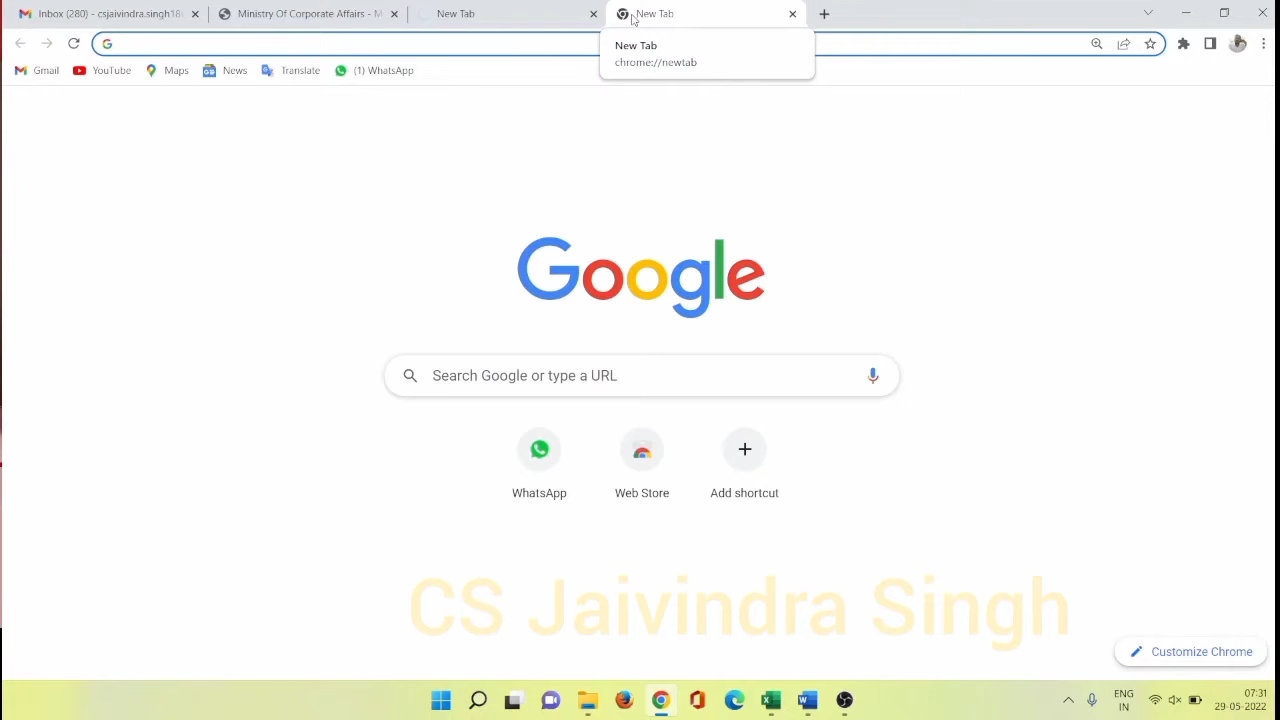 Inbox (280) - csjaivindra.singh18
Ministry Of Corporate Affairs - M
New Tab
New Tab
New Tab
chrome://newtab
Gmail
YouTube
Maps
News
Translate
(1) WhatsApp
Google
Search Google or type a URL
WhatsApp
Web Store
Add shortcut
CS Jaivindra Singh
Customize Chrome
ENG
IN
07:31
29-05-2022